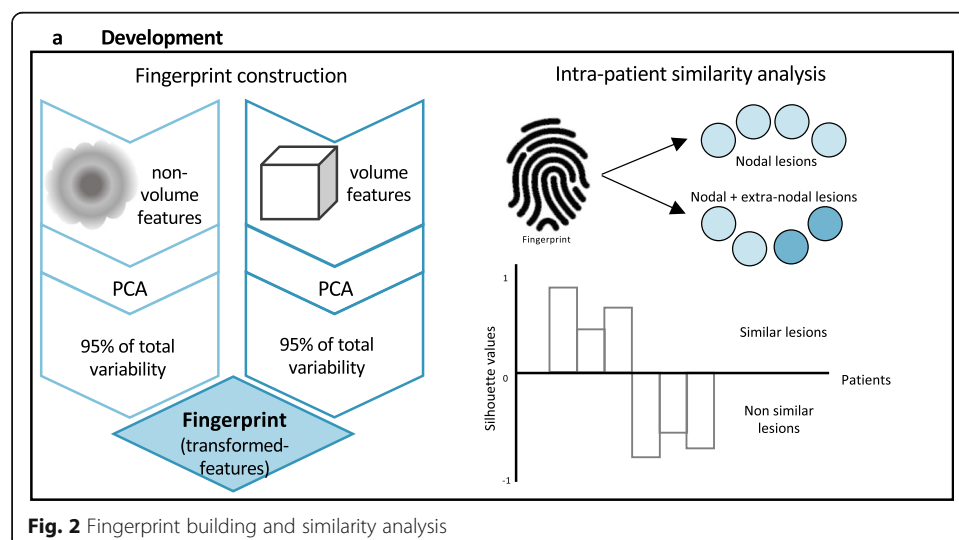 a Development
Fingerprint construction
non-
volume
features
volume
features
PCA
PCA
95% of total
variability
95% of total
variability
Fingerprint
(transformed-
features)
Intra-patient similarity analysis
Fingerprint
Nodal lesions
Nodal + extra-nodal lesions
Silhouette values
1
0
-1
Similar lesions
Patients
Non similar
lesions
Fig. 2 Fingerprint building and similarity analysis